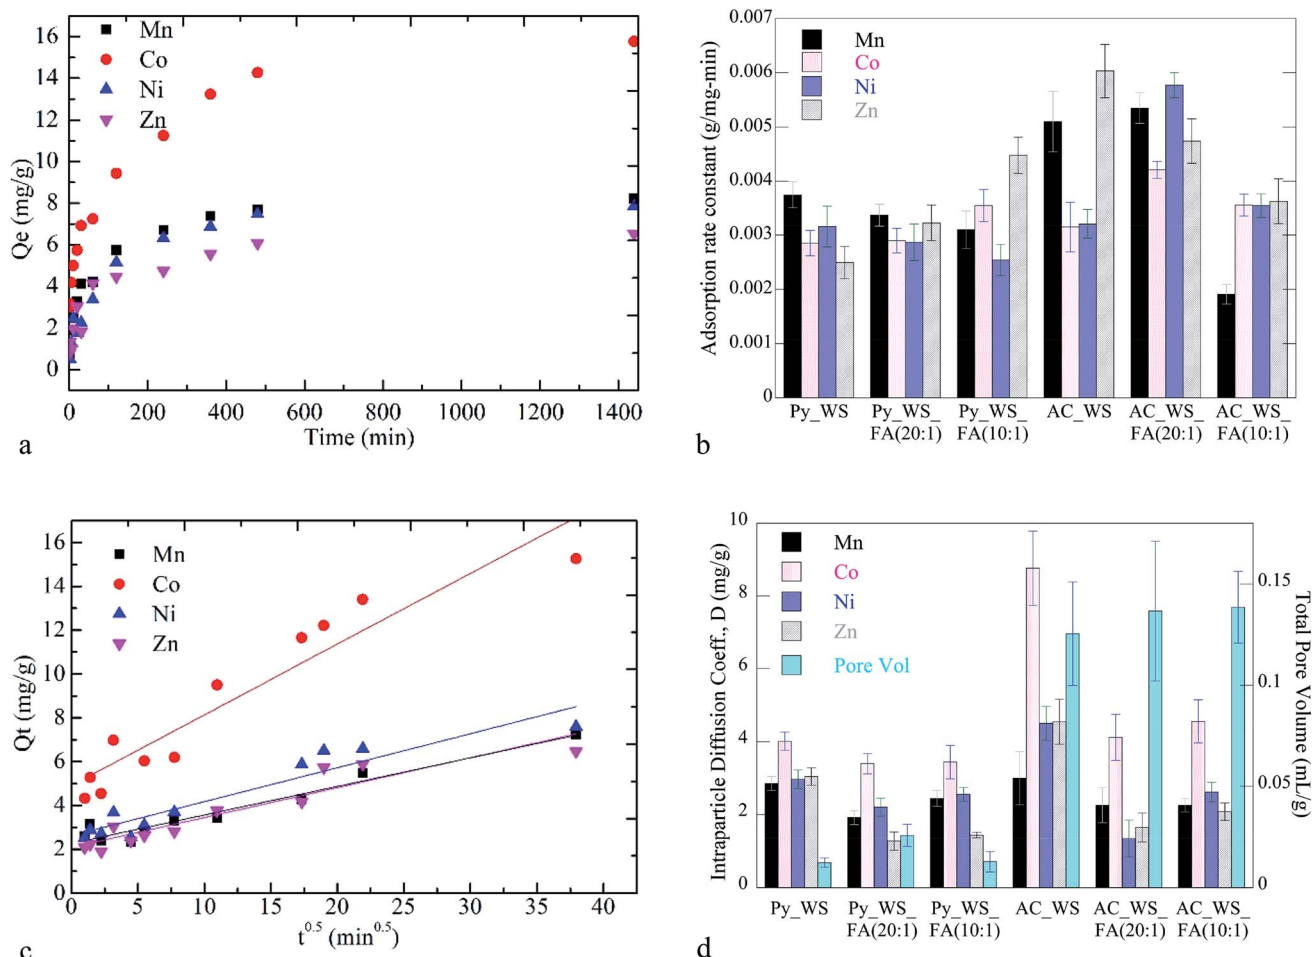 16
14
12
10
8
6
4
2
0
Qe (mg/g)
Mn
Co
Ni
Zn
0 200 400 600 800 1000 1200 1400
Time (min)
a
0.007
0.006
0.005
0.004
0.003
0.002
0.001
0
Adsorption rate constant (g/mg-min)
Mn
Co
Ni
Zn
Py_WS Py_WS_ Py_WS_ AC_WS AC_WS_ AC_WS_
FA(20:1) FA(10:1) FA(20:1) FA(10:1)
b
16
14
12
10
8
6
4
2
0
Qt (mg/g)
Mn
Co
Ni
Zn
0 5 10 15 20 25 30 35 40
t^0.5 (min^0.5)
c
10
8
6
4
2
0
Intraparticle Diffusion Coeff., D (mg/g)
Mn
Co
Ni
Zn
Pore Vol
0.15
0.1
0.05
0
Total Pore Volume (mL/g)
Py_WS Py_WS_ Py_WS_ AC_WS AC_WS_ AC_WS_
FA(20:1) FA(10:1) FA(20:1) FA(10:1)
d